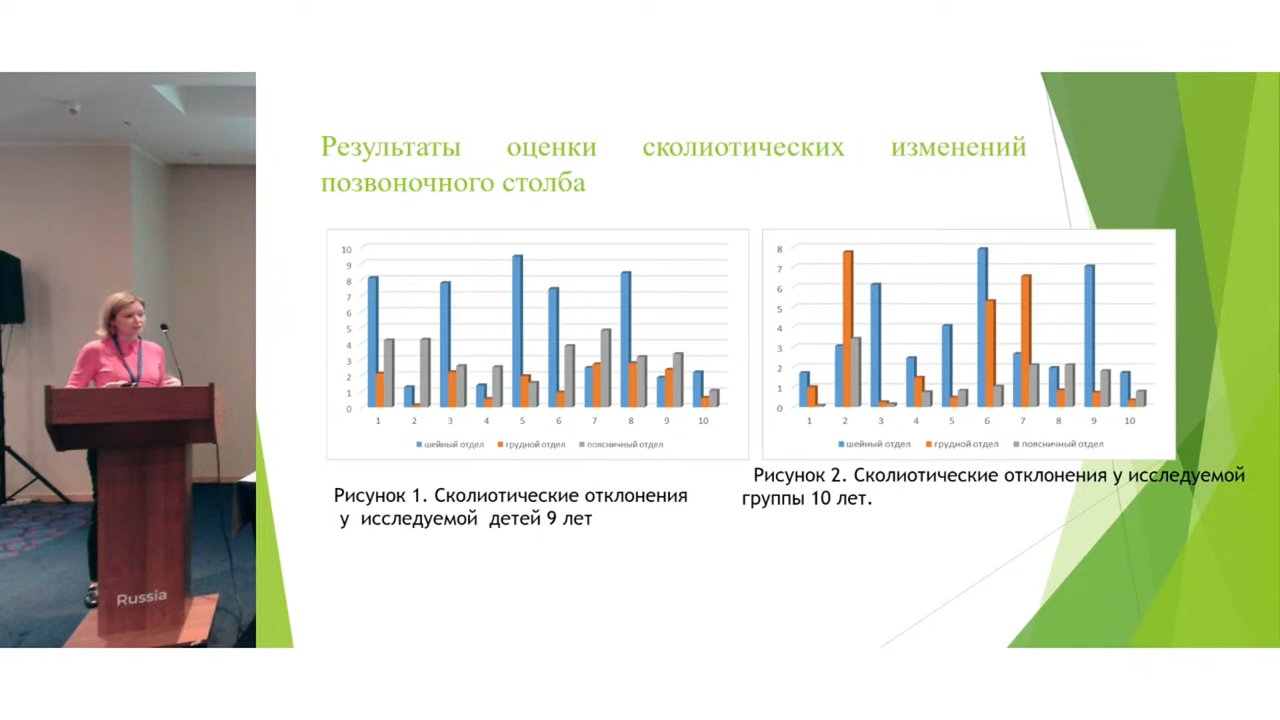 Результаты оценки сколиотических изменений
позвоночного столба
10
9
8
7
6
5
4
3
2
1
0
1 2 3 4 5 6 7 8 9 10
шейный отдел грудной отдел поясничный отдел
8
7
6
5
4
3
2
1
0
1 2 3 4 5 6 7 8 9 10
шейный отдел грудной отдел поясничный отдел
Рисунок 1. Сколиотические отклонения
у исследуемой детей 9 лет
Рисунок 2. Сколиотические отклонения у исследуемой
группы 10 лет.
Russia